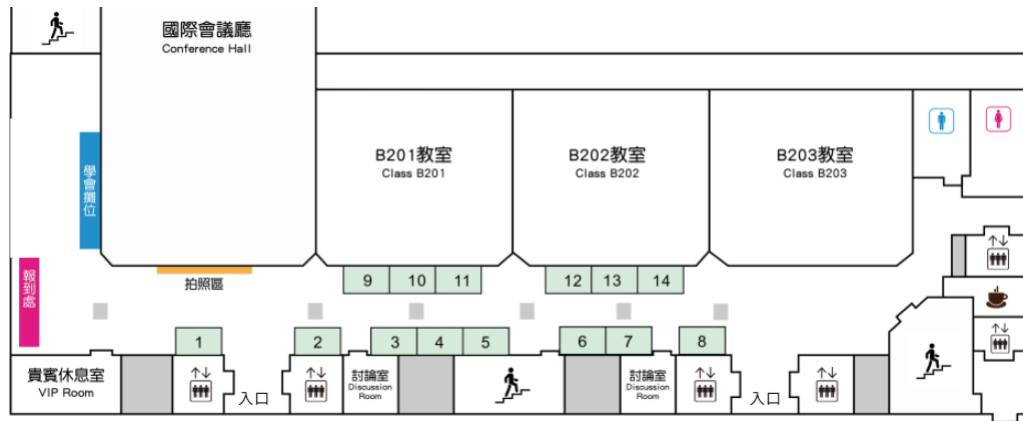 國際會議廳
Conference Hall
B201教室
Class B201
B202教室
Class B202
B203教室
Class B203
學會攤位
報到處
拍照區
9
10
11
12
13
14
1
2
3
4
5
6
7
8
貴賓休息室
VIP Room
入口
討論室
Discussion
Room
討論室
Discussion
Room
入口